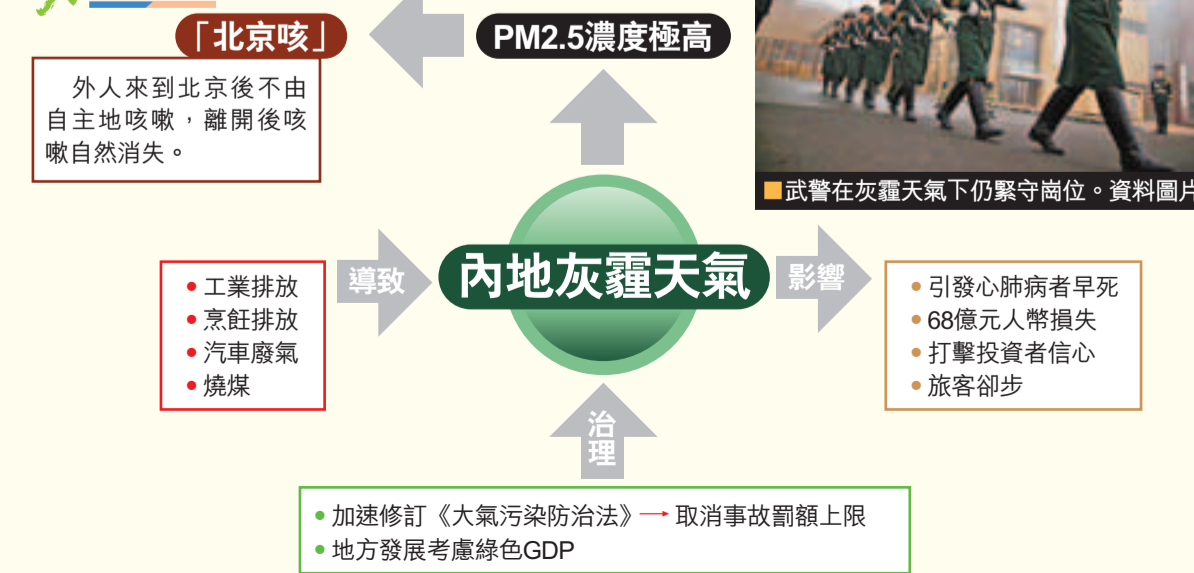 「北京咳」
PM2.5濃度極高
外人來到北京後不由
自主地咳嗽，離開後咳
嗽自然消失。
■武警在灰霾天氣下仍緊守崗位。資料圖片
• 工業排放
• 烹飪排放
• 汽車廢氣
• 燒煤
導致
內地灰霾天氣
影響
• 引發心肺病者早死
• 68億元人幣損失
• 打擊投資者信心
• 旅客卻步
治理
• 加速修訂《大氣污染防治法》→ 取消事故罰額上限
• 地方發展考慮綠色GDP